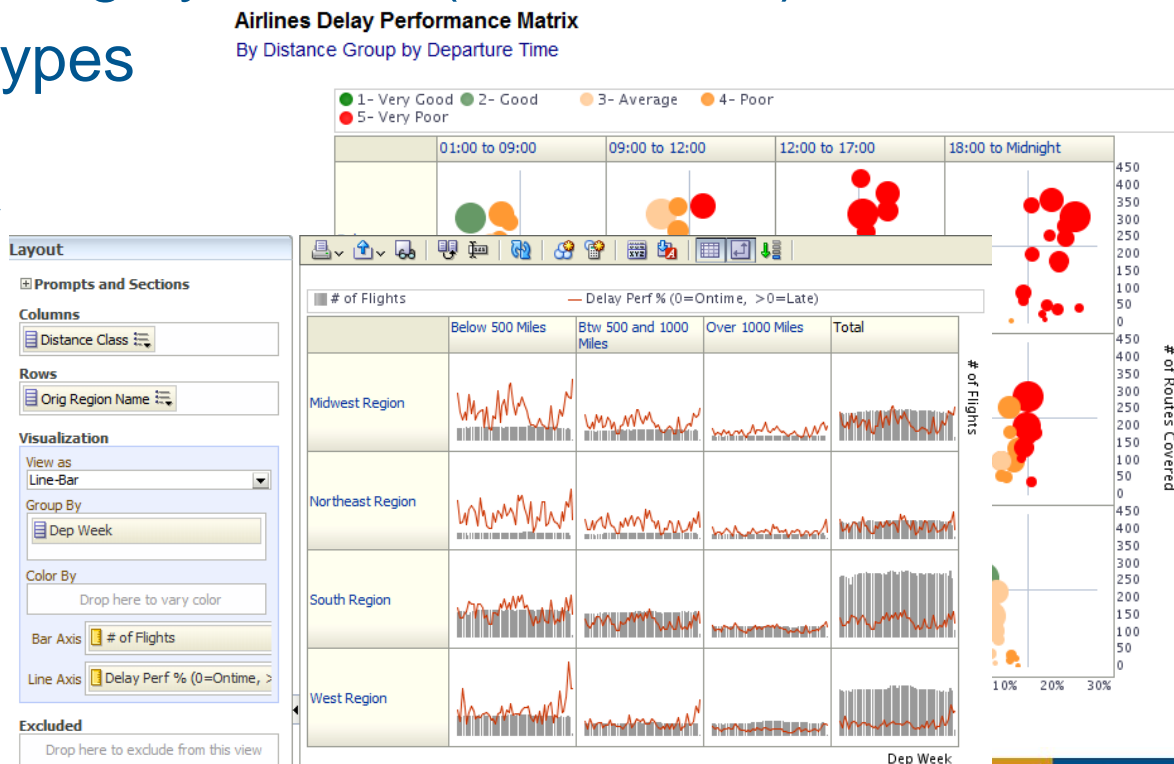 Airlines Delay Performance Matrix
ypes
By Distance Group by Departure Time
1- Very Good 2- Good 3- Average 4- Poor
5- Very Poor
01:00 to 09:00 09:00 to 12:00 12:00 to 17:00 18:00 to Midnight
450
400
350
300
250
200
150
100
50
0
450
400
350
300
250
200
150
100
50
0
450
400
350
300
250
200
150
100
50
0
# of Routes Covered
10% 20% 30%
Layout
Prompts and Sections
Columns
Distance Class
Rows
Orig Region Name
Visualization
View as
Line-Bar
Group By
Dep Week
Color By
Drop here to vary color
Bar Axis # of Flights
Line Axis Delay Perf % (0=Ontime, >
Excluded
Drop here to exclude from this view
# of Flights Delay Perf % (0=Ontime, >0=Late)
Below 500 Miles Btw 500 and 1000 Over 1000 Miles Total
Miles
Midwest Region
Northeast Region
South Region
West Region
# of Flights
Dep Week